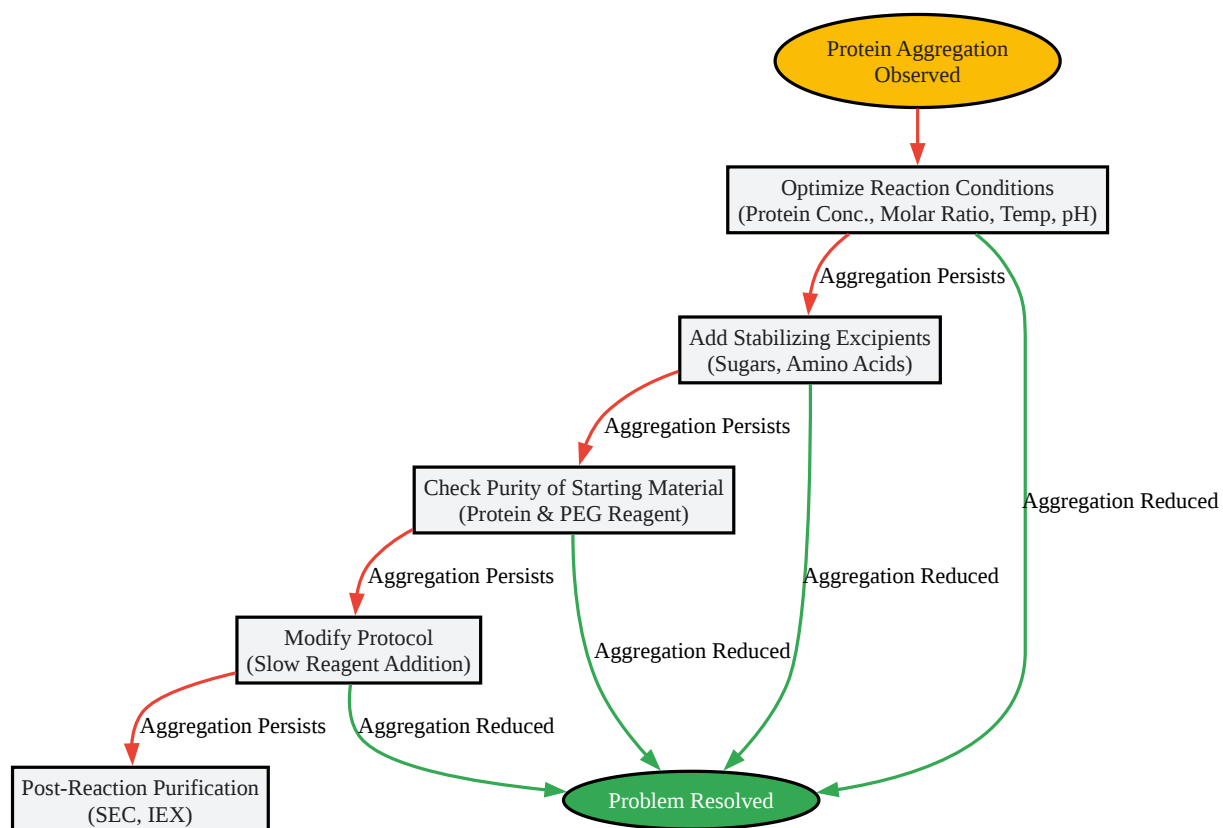 Protein Aggregation
Observed
Optimize Reaction Conditions
(Protein Conc., Molar Ratio, Temp, pH)
Aggregation Persists
Add Stabilizing Excipients
(Sugars, Amino Acids)
Aggregation Persists
Check Purity of Starting Material
(Protein & PEG Reagent)
Aggregation Reduced
Aggregation Persists
Aggregation Reduced
Modify Protocol
(Slow Reagent Addition)
Aggregation Reduced
Aggregation Persists
Aggregation Reduced
Post-Reaction Purification
(SEC, IEX)
Problem Resolved